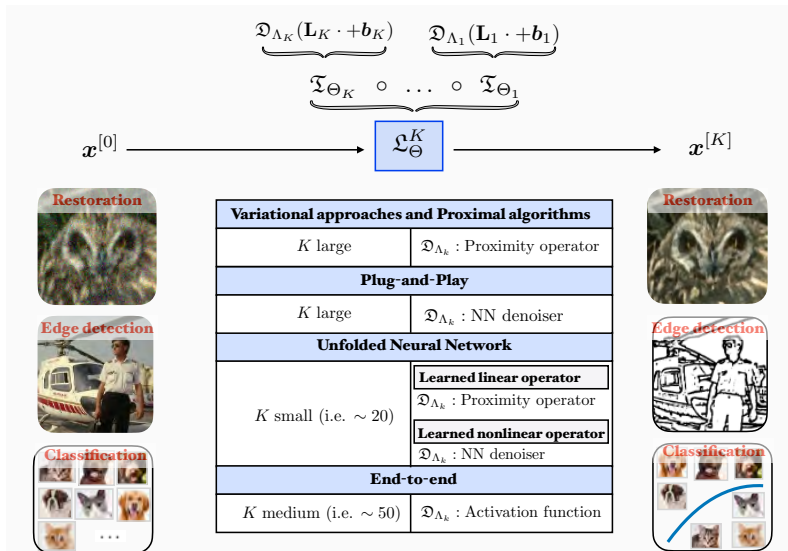 𝔇_{Λ_K}(𝐋_K · +𝒃_K) 𝔇_{Λ_1}(𝐋_1 · +𝒃_1)
𝔗_{Θ_K} ∘ … ∘ 𝔗_{Θ_1}
𝒙^{[0]} 𝔏_Θ^K 𝒙^{[K]}
Restoration
Edge detection
Classification
...
Variational approaches and Proximal algorithms
K large 𝔇_{Λ_k} : Proximity operator
Plug-and-Play
K large 𝔇_{Λ_k} : NN denoiser
Unfolded Neural Network
K small (i.e. ∼ 20)
Learned linear operator
𝔇_{Λ_k} : Proximity operator
Learned nonlinear operator
𝔇_{Λ_k} : NN denoiser
End-to-end
K medium (i.e. ∼ 50) 𝔇_{Λ_k} : Activation function
Restoration
Edge detection
Classification